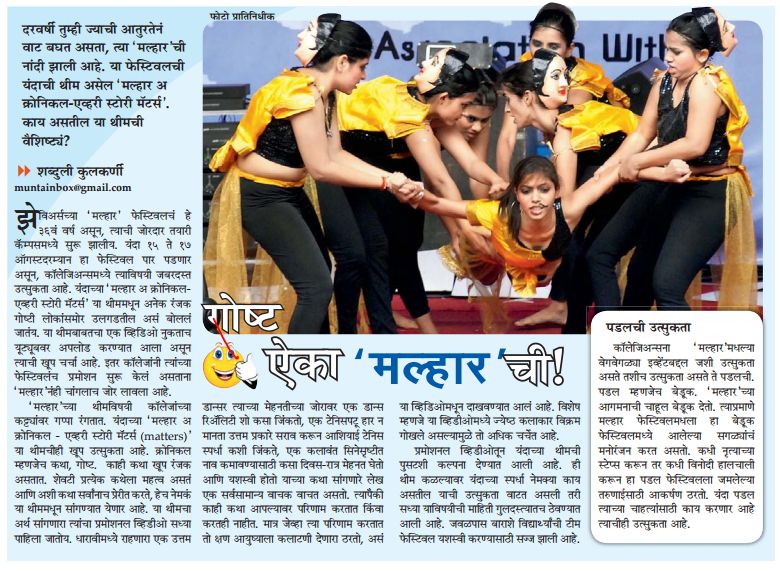 दरवर्षी तुम्ही ज्याची आतुरतेनं
वाट बघत असता, त्या ‘मल्हार’ची
नांदी झाली आहे. या फेस्टिवलची
यंदाची थीम असेल ‘मल्हार अ
क्रोनिकल-एव्हरी स्टोरी मॅटर्स’.
काय असतील या थीमची
वैशिष्ट्यं?
शब्दुली कुलकर्णी
muntainbox@gmail.com
फोटो प्रातिनिधीक
Association With
झेविअर्सच्या ‘मल्हार’ फेस्टिवलचं हे
३६वं वर्ष असून, त्याची जोरदार तयारी
कॅम्पसमध्ये सुरू झालीय. यंदा १५ ते १७
ऑगस्टदरम्यान हा फेस्टिवल पार पडणार
असून, कॉलेजिअन्समध्ये त्याविषयी जबरदस्त
उत्सुकता आहे. यंदाच्या ‘मल्हार अ क्रोनिकल-
एव्हरी स्टोरी मॅटर्स’ या थीममधून अनेक रंजक
गोष्टी लोकांसमोर उलगडतील असं बोललं
जातंय. या थीमबाबतचा एक व्हिडिओ नुकताच
यूट्यूबवर अपलोड करण्यात आला असून
त्याची खूप चर्चा आहे. इतर कॉलेजांनी त्यांच्या
फेस्टिवलचं प्रमोशन सुरू केलं असताना
‘मल्हार’नंही चांगलाच जोर लावला आहे.
‘मल्हार’च्या थीमविषयी कॉलेजांच्या
कट्ट्यांवर गप्पा रंगतात. यंदाच्या ‘मल्हार अ
क्रोनिकल - एव्हरी स्टोरी मॅटर्स (matters)’
या थीमचीही खूप उत्सुकता आहे. क्रोनिकल
म्हणजेच कथा, गोष्ट. काही कथा खूप रंजक
असतात. शेवटी प्रत्येक कथेला महत्व असतं
आणि अशी कथा सर्वांनाच प्रेरीत करते, हेच नेमकं
या थीममधून सांगण्यात येणार आहे. या थीमचा
अर्थ सांगणारा त्यांचा प्रमोशनल व्हिडीओ सध्या
पाहिला जातोय. धारावीमध्ये राहणारा एक उत्तम
गोष्ट
ऐका ‘मल्हार’ची!
डान्सर त्याच्या मेहनतीच्या जोरावर एक डान्स
रिअॅलिटी शो कसा जिंकतो, एक टेनिसपटू हार न
मानता उत्तम प्रकारे सराव करून आशियाई टेनिस
स्पर्धा कशी जिंकते, एक कलावंत सिनेसृष्टीत
नाव कमावण्यासाठी कसा दिवस-रात्र मेहनत घेतो
आणि यशस्वी होतो याच्या कथा सांगणारे लेख
एक सर्वसामान्य वाचक वाचत असतो. त्यापैकी
काही कथा आपल्यावर परिणाम करतात किंवा
करतही नाहीत. मात्र जेव्हा त्या परिणाम करतात
तो क्षण आयुष्याला कलाटणी देणारा ठरतो, असं
या व्हिडिओमधून दाखवण्यात आलं आहे. विशेष
म्हणजे या व्हिडीओमध्ये ज्येष्ठ कलाकार विक्रम
गोखले असल्यामुळे तो अधिक चर्चेत आहे.
प्रमोशनल व्हिडीओतून यंदाच्या थीमची
पुसटशी कल्पना देण्यात आली आहे. ही
थीम कळल्यावर यंदाच्या स्पर्धा नेमक्या काय
असतील याची उत्सुकता वाटत असली तरी
सध्या याविषयीची माहिती गुलदस्त्यातच ठेवण्यात
आली आहे. जवळपास बाराशे विद्यार्थ्यांची टीम
फेस्टिवल यशस्वी करण्यासाठी सज्ज झाली आहे.
पडलची उत्सुकता
कॉलेजिअन्सना ‘मल्हार’मधल्या
वेगवेगळ्या इव्हेंटबद्दल जशी उत्सुकता
असते तशीच उत्सुकता असते ते पडलची.
पडल म्हणजेच बेडूक. ‘मल्हार’च्या
आगमनाची चाहूल बेडूक देतो. त्याप्रमाणे
मल्हार फेस्टिवलमधला हा बेडूक
फेस्टिवलमध्ये आलेल्या सगळ्यांचं
मनोरंजन करत असतो. कधी नृत्याच्या
स्टेप्स करून तर कधी विनोदी हालचाली
करून हा पडल फेस्टिवलला जमलेल्या
तरुणाईसाठी आकर्षण ठरतो. यंदा पडल
त्याच्या चाहत्यांसाठी काय करणार आहे
त्याचीही उत्सुकता आहे.